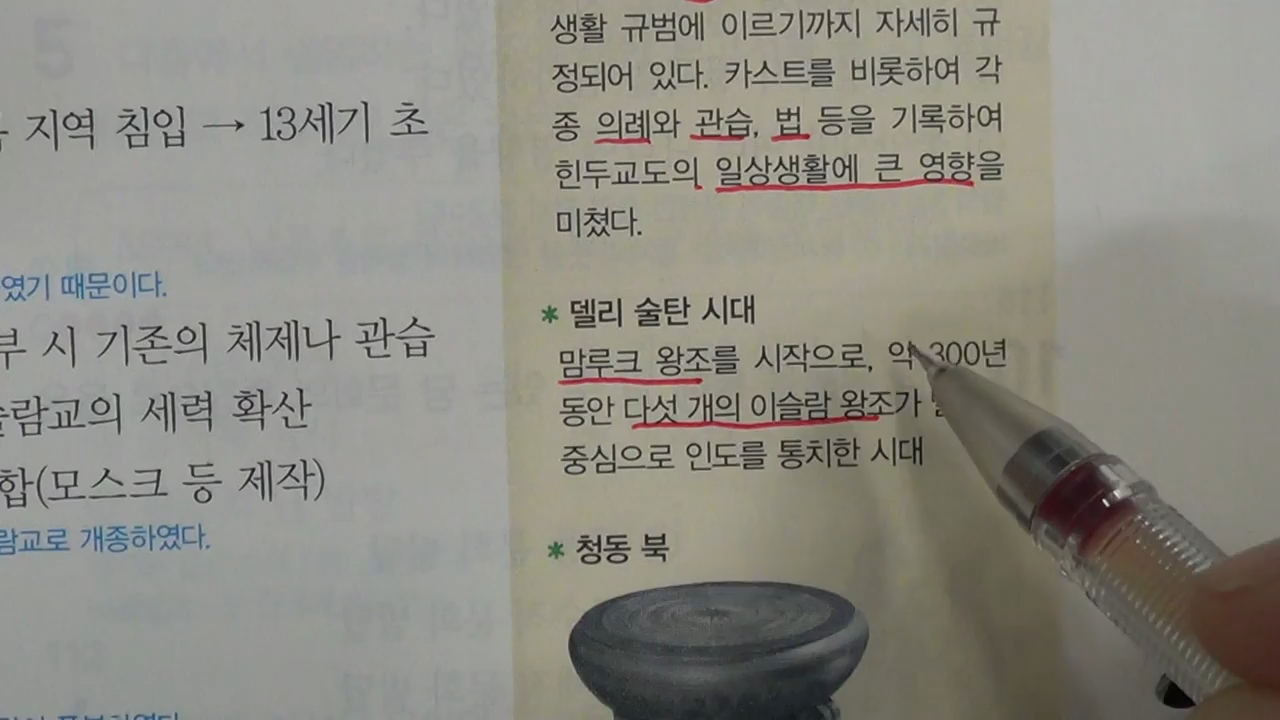 지역 침입 → 13세기 초
였기 때문이다.
부 시 기존의 체제나 관습
슬람교의 세력 확산
합(모스크 등 제작)
람교로 개종하였다.
생활 규범에 이르기까지 자세히 규
정되어 있다. 카스트를 비롯하여 각
종 의례와 관습, 법 등을 기록하여
힌두교도의 일상생활에 큰 영향을
미쳤다.
* 델리 술탄 시대
맘루크 왕조를 시작으로, 약 300년
동안 다섯 개의 이슬람 왕조가
중심으로 인도를 통치한 시대
* 청동 북